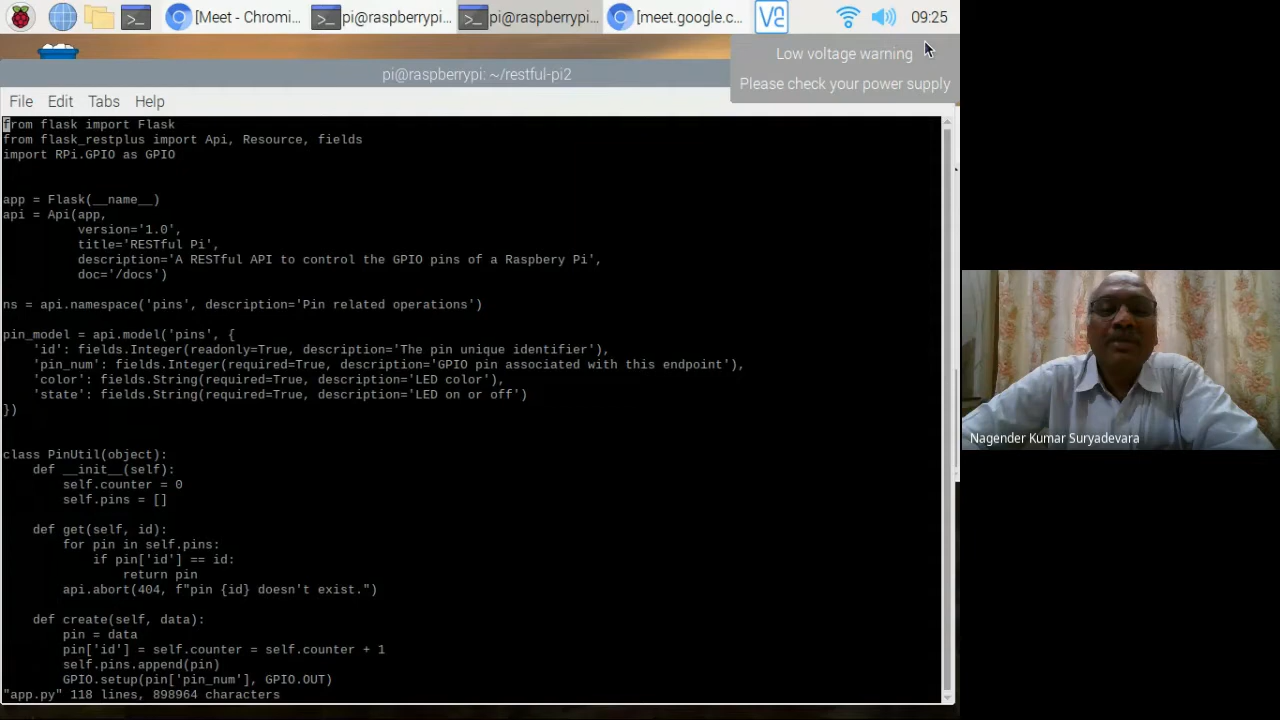 [Meet - Chromi...
pi@raspberrypi...
pi@raspberrypi...
[meet.google.c...
09:25
Low voltage warning
Please check your power supply
pi@raspberrypi: ~/restful-pi2
File Edit Tabs Help
from flask import Flask
from flask_restplus import Api, Resource, fields
import RPi.GPIO as GPIO
app = Flask(__name__)
api = Api(app,
version='1.0',
title='RESTful Pi',
description='A RESTful API to control the GPIO pins of a Raspbery Pi',
doc='/docs')
ns = api.namespace('pins', description='Pin related operations')
pin_model = api.model('pins', {
'id': fields.Integer(readonly=True, description='The pin unique identifier'),
'pin_num': fields.Integer(required=True, description='GPIO pin associated with this endpoint'),
'color': fields.String(required=True, description='LED color'),
'state': fields.String(required=True, description='LED on or off')
})
class PinUtil(object):
def __init__(self):
self.counter = 0
self.pins = []
def get(self, id):
for pin in self.pins:
if pin['id'] == id:
return pin
api.abort(404, f"pin {id} doesn't exist.")
def create(self, data):
pin = data
pin['id'] = self.counter = self.counter + 1
self.pins.append(pin)
GPIO.setup(pin['pin_num'], GPIO.OUT)
"app.py" 118 lines, 898964 characters
Nagender Kumar Suryadevara